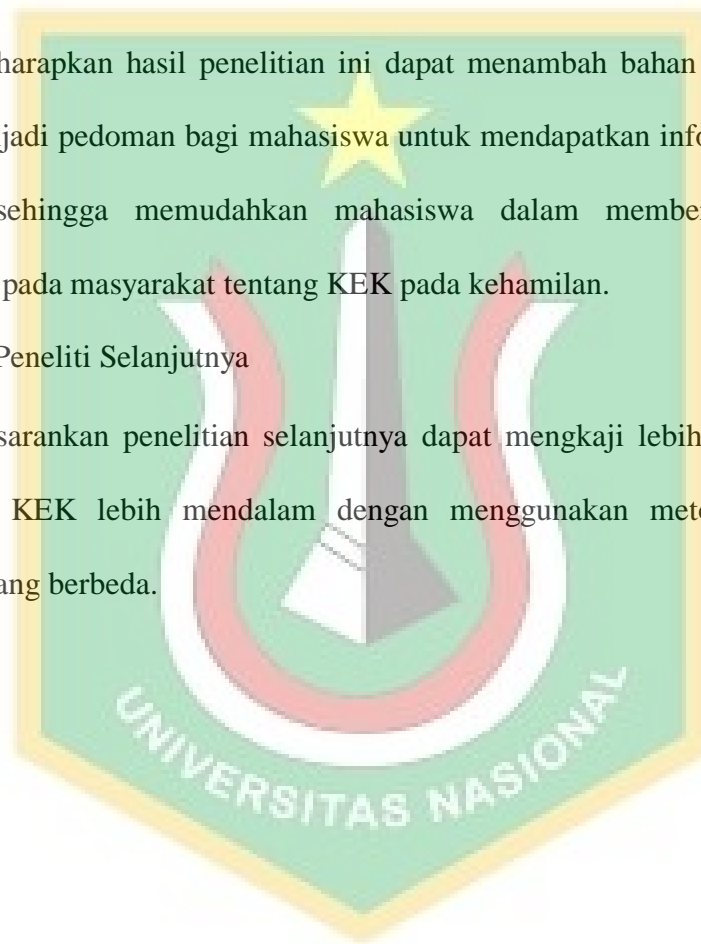 harapkan hasil penelitian ini dapat menambah bahan
jadi pedoman bagi mahasiswa untuk mendapatkan info
sehingga memudahkan mahasiswa dalam member
pada masyarakat tentang KEK pada kehamilan.
Peneliti Selanjutnya
sarankan penelitian selanjutnya dapat mengkaji lebih
KEK lebih mendalam dengan menggunakan meto
ang berbeda.
UNIVERSITAS NASIONAL